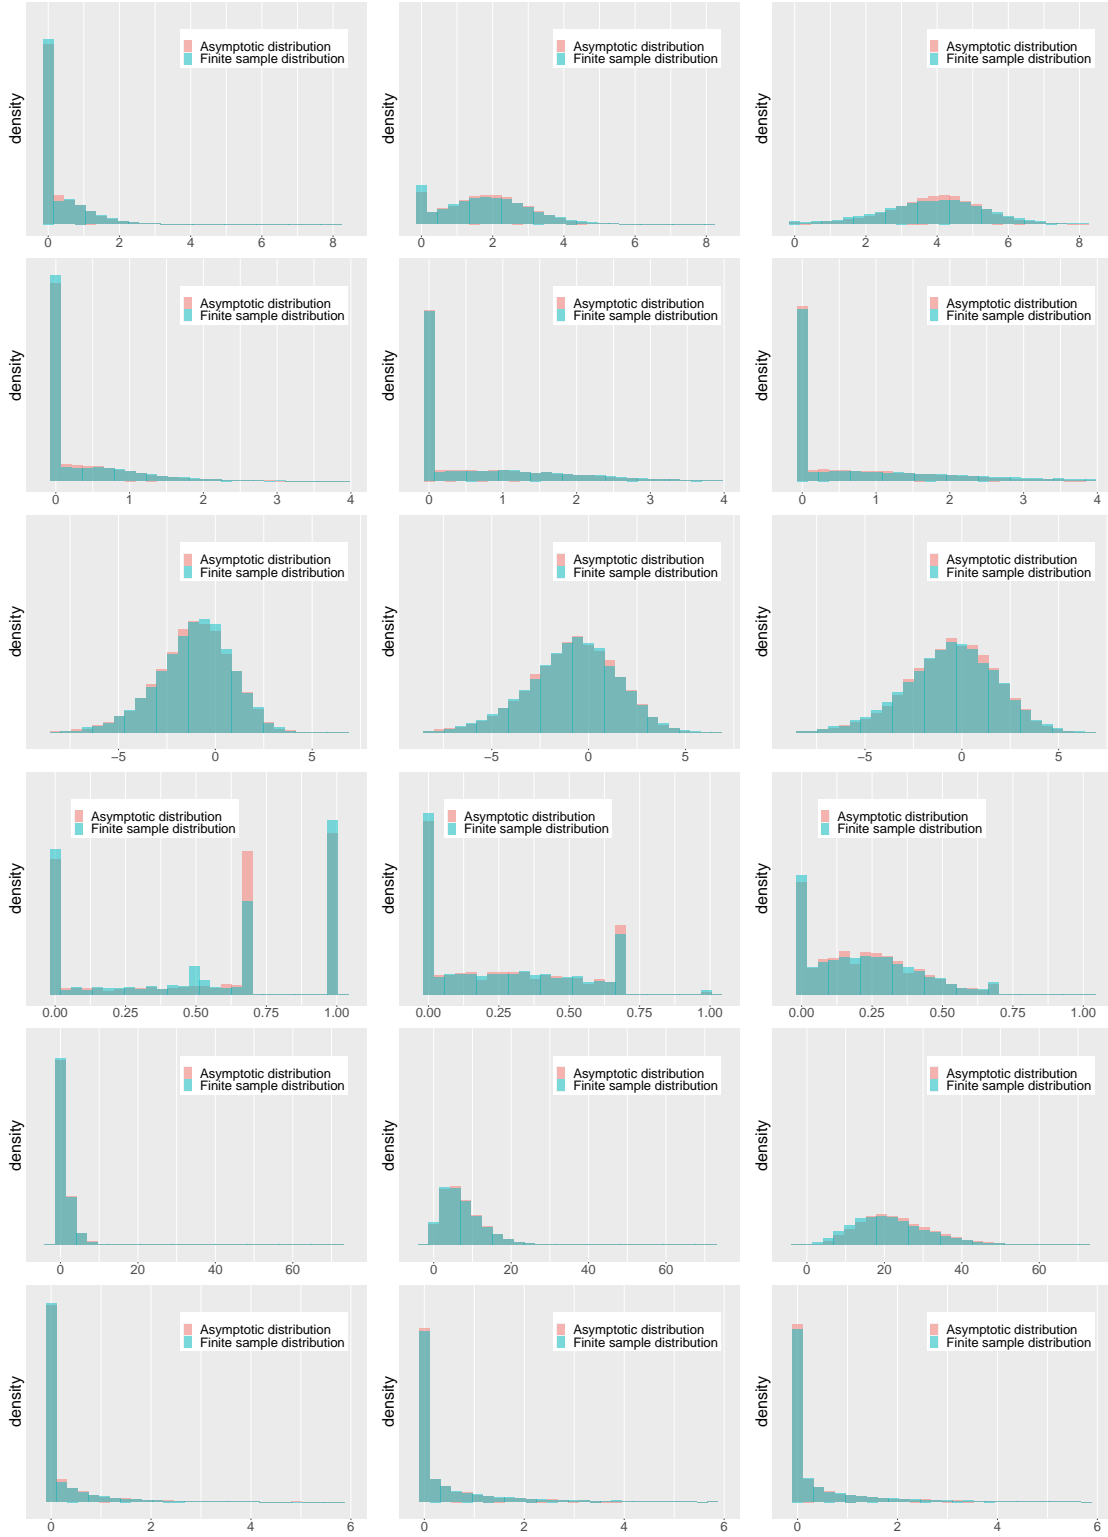 Asymptotic distribution
Finite sample distribution
density
0 2 4 6 8
Asymptotic distribution
Finite sample distribution
density
0 2 4 6 8
Asymptotic distribution
Finite sample distribution
density
0 2 4 6 8
Asymptotic distribution
Finite sample distribution
density
0 1 2 3 4
Asymptotic distribution
Finite sample distribution
density
0 1 2 3 4
Asymptotic distribution
Finite sample distribution
density
0 1 2 3 4
Asymptotic distribution
Finite sample distribution
density
−5 0 5
Asymptotic distribution
Finite sample distribution
density
−5 0 5
Asymptotic distribution
Finite sample distribution
density
−5 0 5
Asymptotic distribution
Finite sample distribution
density
0.00 0.25 0.50 0.75 1.00
Asymptotic distribution
Finite sample distribution
density
0.00 0.25 0.50 0.75 1.00
Asymptotic distribution
Finite sample distribution
density
0.00 0.25 0.50 0.75 1.00
Asymptotic distribution
Finite sample distribution
density
0 20 40 60
Asymptotic distribution
Finite sample distribution
density
0 20 40 60
Asymptotic distribution
Finite sample distribution
density
0 20 40 60
Asymptotic distribution
Finite sample distribution
density
0 2 4 6
Asymptotic distribution
Finite sample distribution
density
0 2 4 6
Asymptotic distribution
Finite sample distribution
density
0 2 4 6